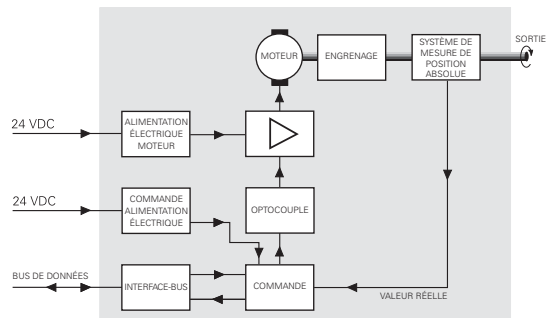 SORTIE
MOTEUR
ENGRENAGE
SYSTÈME DE
MESURE DE
POSITION
ABSOLUE
24 VDC
ALIMENTATION
ÉLECTRIQUE
MOTEUR
24 VDC
COMMANDE
ALIMENTATION
ÉLECTRIQUE
OPTOCOUPLE
BUS DE DONNÉES
INTERFACE-BUS
COMMANDE
VALEUR RÉELLE